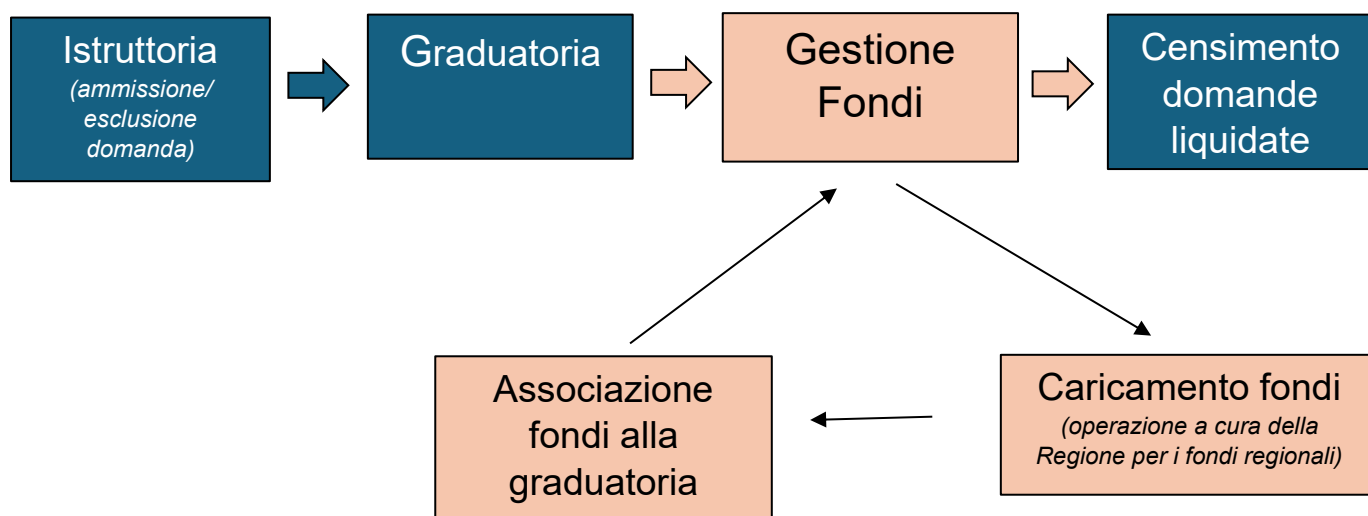 Istruttoria
(ammissione/
esclusione
domanda)
Graduatoria
Gestione
Fondi
Censimento
domande
liquidate
Associazione
fondi alla
graduatoria
Caricamento fondi
(operazione a cura della
Regione per i fondi regionali)